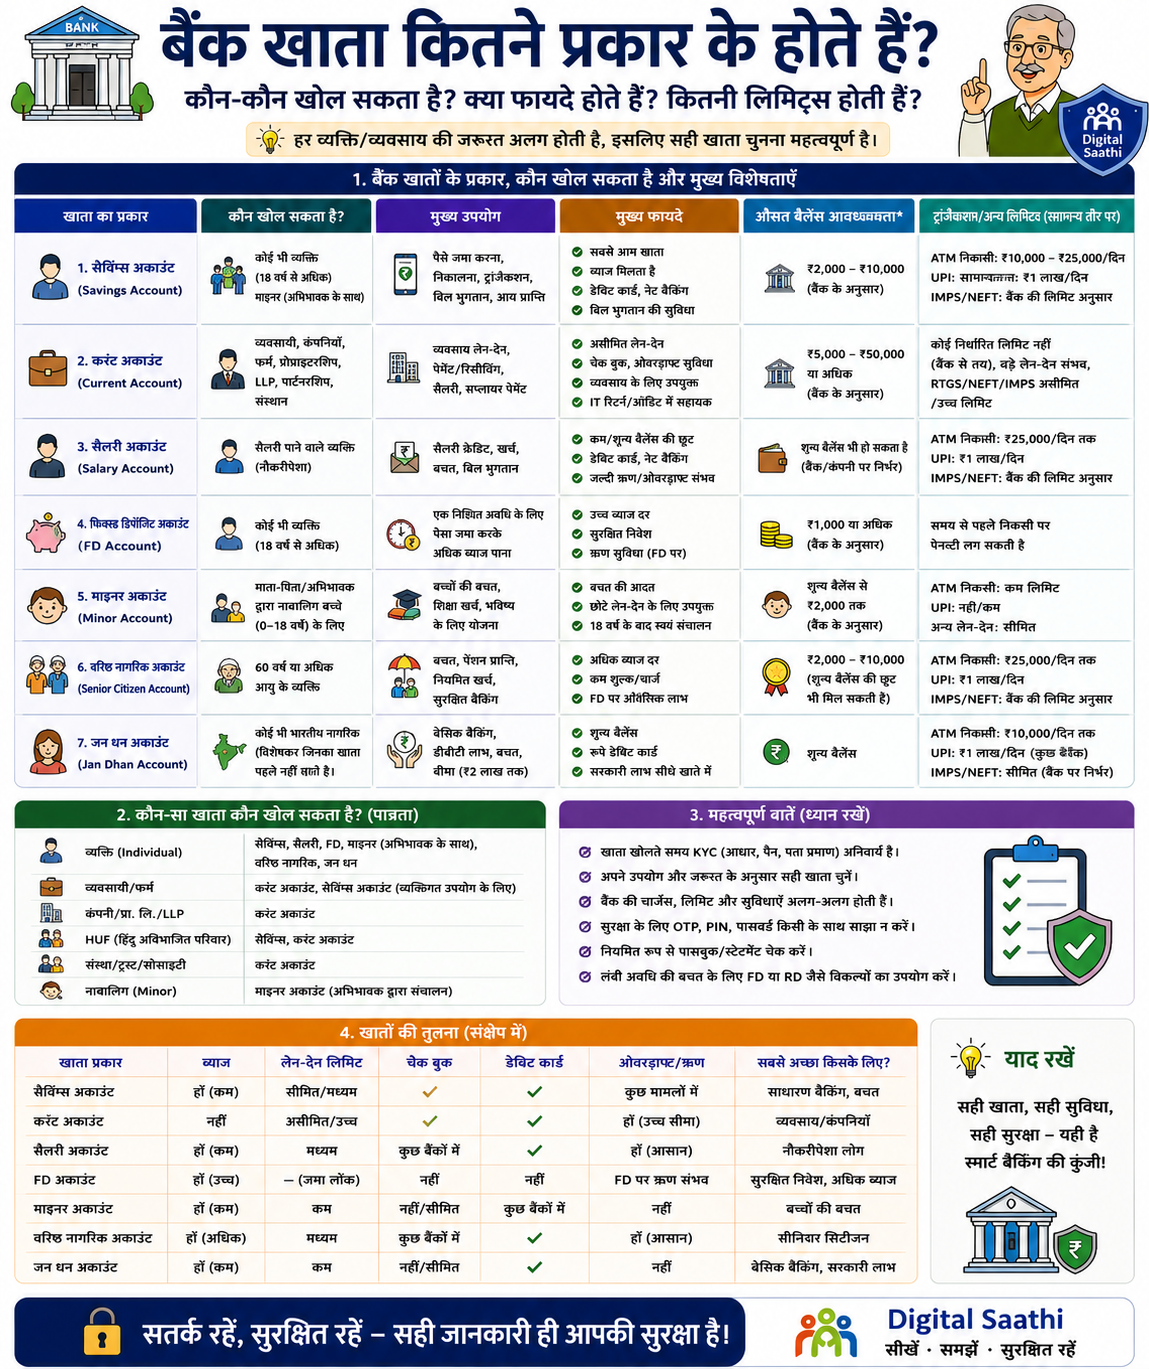 BANK
बैंक खाता कितने प्रकार के होते हैं?
कौन-कौन खोल सकता है? क्या फायदे होते हैं? कितनी लिमिट्स होती हैं?
हर व्यक्ति/व्यवसाय की जरूरत अलग होती है, इसलिए सही खाता चुनना महत्वपूर्ण है।
Digital
Saathi
1. बैंक खातों के प्रकार, कौन खोल सकता है और मुख्य विशेषताएँ
खाता का प्रकार
कौन खोल सकता है?
मुख्य उपयोग
मुख्य फायदे
औसत बैलेंस
लिमिटव
1. सेविंग्स अकाउंट
(Savings Account)
कोई भी व्यक्ति
(18 वर्ष से अधिक)
माइनर (अभिभावक के साथ)
पैसे जमा करना,
निकालना, ट्रांजैकशन,
बिल भुगतान, आय प्राप्ति
सबसे आम खाता
ब्याज मिलता है
डेबिट कार्ड, नेट बैंकिंग
बिल भुगतान की सुविधा
₹2,000 – ₹10,000
(बैंक के अनुसार)
ATM निकासी: ₹10,000 – ₹25,000/दिन
UPI: ₹1 लाख/दिन
IMPS/NEFT: बैंक की लिमिट अनुसार
2. करंट अकाउंट
(Current Account)
व्यवसायी, कंपनियों,
फर्म, प्रोप्राइटरशिप,
LLP, पार्टनरशिप,
संस्थान
व्यवसाय लेन-देन,
पेमेंट/रिसीविंग,
सैलरी, सप्लायर पेमेंट
असीमित लेन-देन
चेक बुक, ओवरड्राफ्ट सुविधा
व्यवसाय के लिए उपयुक्त
IT रिटर्न/ऑडिट में सहायक
₹5,000 – ₹50,000
या अधिक
(बैंक के अनुसार)
कोई निर्धारित लिमिट नहीं
(बैंक से तय), बड़े लेन-देन संभव,
RTGS/NEFT/IMPS असीमित
/उच्च लिमिट
3. सैलरी अकाउंट
(Salary Account)
सैलरी पाने वाले व्यक्ति
(नौकरीपेशा)
सैलरी क्रेडिट, खर्च,
बचत, बिल भुगतान
कम/शून्य बैलेंस की छूट
डेबिट कार्ड, नेट बैंकिंग
जल्दी ऋण/ओवरड्राफ्ट संभव
शून्य बैलेंस भी हो सकता है
(बैंक/कंपनी पर निर्भर)
ATM निकासी: ₹25,000/दिन तक
UPI: ₹1 लाख/दिन
IMPS/NEFT: बैंक की लिमिट अनुसार
4. फिक्स्ड डिपॉजिट अकाउंट
(FD Account)
कोई भी व्यक्ति
(18 वर्ष से अधिक)
एक निश्चित अवधि के लिए
पैसा जमा करके
अधिक ब्याज पाना
उच्च ब्याज दर
सुरक्षित निवेश
ऋण सुविधा (FD पर)
₹1,000 या अधिक
(बैंक के अनुसार)
समय से पहले निकसी पर
पेनल्टी लग सकती है
5. माइनर अकाउंट
(Minor Account)
माता-पिता/अभिभावक
द्वारा नाबालिग बच्चे
(0–18 वर्ष) के लिए
बच्चों की बचत,
शिक्षा खर्च, भविष्य
के लिए योजना
बचत की आदत
छोटे लेन-देन के लिए उपयुक्त
18 वर्ष के बाद स्वयं संचालन
शून्य बैलेंस से
₹2,000 तक
(बैंक के अनुसार)
ATM निकसी: कम लिमिट
UPI: नही/कम
अन्य लेन-देन: सीमित
6. वरिष्ठ नागरिक अकाउंट
(Senior Citizen Account)
60 वर्ष या अधिक
आयु के व्यक्ति
बचत, पेंशन प्राप्ति,
नियमित खर्च,
सुरक्षित बैंकिंग
अधिक ब्याज दर
कम शुल्क/चार्ज
FD पर लाभ
₹2,000 – ₹10,000
(शून्य बैलेंस की छूट
भी मिल सकती है)
ATM निकासी: ₹25,000/दिन तक
UPI: ₹1 लाख/दिन
IMPS/NEFT: बैंक की लिमिट अनुसार
7. जन धन अकाउंट
(Jan Dhan Account)
कोई भी भारतीय नागरिक
(विशेषकर जिनका खाता
पहले नहीं है।
वेसिक बैंकिंग,
डीबीटी लाभ, बचत,
बीमा (₹2 लाख तक)
शून्य बैलेंस
रूपे डेबिट कार्ड
सरकारी लाभ सीधे खाते में
शून्य बैलेंस
ATM निकासी: ₹10,000/दिन तक
UPI: ₹1 लाख/दिन (कुछ
IMPS/NEFT: सीमित (बैंक पर निर्भर)
2. कौन-सा खाता कौन खोल सकता है? (पात्रता)
व्यक्ति (Individual)
सेविंग्स, सैलरी, FD, माइनर (अभिभावक के साथ),
वरिष्ठ नागरिक, जन धन
व्यवसायी/फर्म
करंट अकाउंट, सेविंग्स अकाउंट (व्यक्तिगत उपयोग के लिए)
कंपनी/प्रा. लि./LLP
करंट अकाउंट
HUF (हिंदू अविभाजित परिवार)
सेविंग्स, करंट अकाउंट
संस्था/ट्रस्ट/सोसाइटी
करंट अकाउंट
नाबालिग (Minor)
माइनर अकाउंट (अभिभावक द्वारा संचालन)
3. महत्वपूर्ण बातें (ध्यान रखें)
खाता खोलते समय KYC (आधार, पैन, पता प्रमाण) अनिवार्य है।
अपने उपयोग और जरूरत के अनुसार सही खाता चुनें।
बैंक की चार्जेस, लिमिट और सुविधाएँ अलग-अलग होती हैं।
सुरक्षा के लिए OTP, PIN, पासवर्ड किसी के साथ साझा न करें।
नियमित रूप से पासबुक/स्टेटमेंट चेक करें।
लंबी अवधि की बचत के लिए FD या RD जैसे विकल्पों का उपयोग करें।
4. खातों की तुलना (संक्षेप में)
खाता प्रकार
ब्याज
लेन-देन लिमिट
चेक बुक
डेबिट कार्ड
ओवरड्राफ्ट/ऋण
सबसे अच्छा किसके लिए?
सैविंग्स अकाउंट
हों (कम)
सीमित/मध्यम
कुछ मामलों में
साधारण बैकिंग, बचत
करंट अकाउंट
नहीं
असीमित/उच्च
हों (उच्च सीमा)
व्यवसाय/कंपनियों
सैलरी अकाउंट
हों (कम)
मध्यम
कुछ बैंकों में
हों (आसान)
नौकरीपेशा लोग
FD अकाउंट
हों (उच्च)
— (जमा लॉक)
नहीं
नहीं
FD पर ऋण संभव
सुरक्षित निवेश, अधिक ब्याज
माइनर अकाउंट
हों (कम)
कम
नहीं/सीमित
कुछ बैंकों में
नहीं
बच्चों की बचत
वरिष्ठ नागरिक अकाउंट
हों (अधिक)
मध्यम
कुछ बैंकों में
हों (आसान)
सीनियर सिटीजन
जन धन अकाउंट
हों (कम)
कम
नहीं/सीमित
नहीं
बेसिक बैकिंग, सरकारी लाभ
याद रखें
सही खाता, सही सुविधा,
सही सुरक्षा – यही है
स्मार्ट बैकिंग की कुंजी!
सतर्क रहें, सुरक्षित रहें – सही जानकारी ही आपकी सुरक्षा है!
Digital Saathi
सीखें · समझें · सुरक्षित रहें